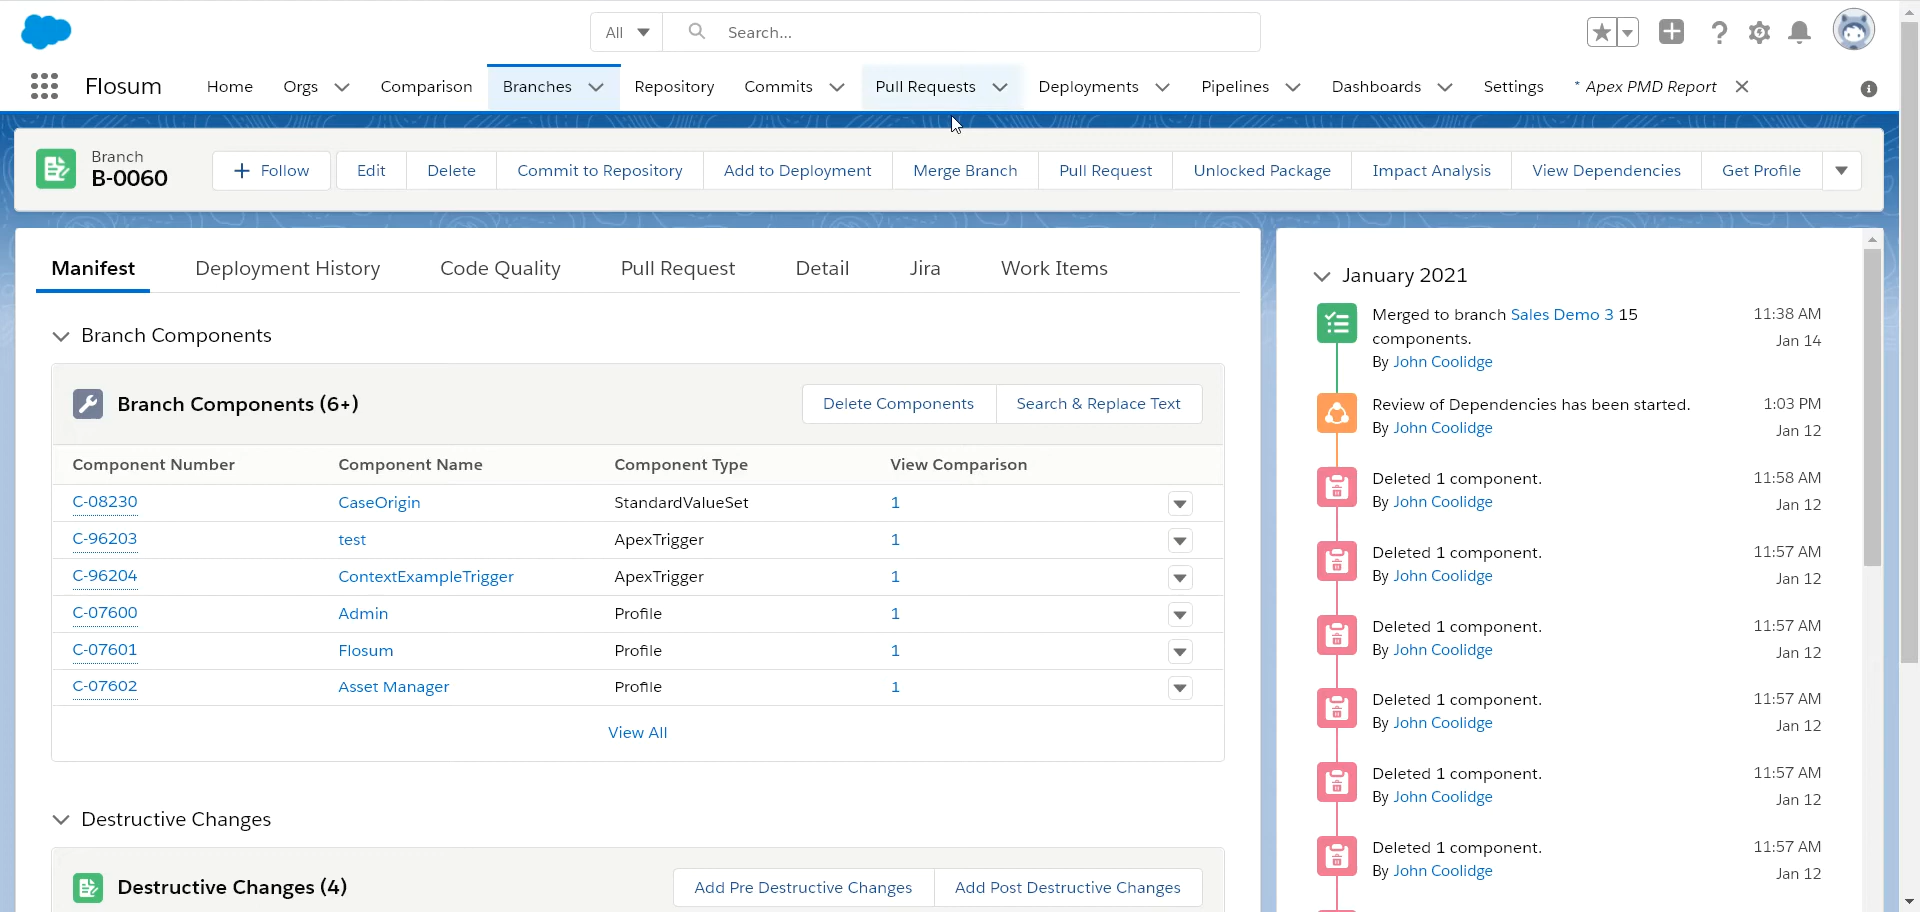 All
Search...
Flosum
Home
Orgs
Comparison
Branches
Repository
Commits
Pull Requests
Deployments
Pipelines
Dashboards
Settings
* Apex PMD Report
Branch
B-0060
Follow
Edit
Delete
Commit to Repository
Add to Deployment
Merge Branch
Pull Request
Unlocked Package
Impact Analysis
View Dependencies
Get Profile
Manifest
Deployment History
Code Quality
Pull Request
Detail
Jira
Work Items
Branch Components
Branch Components (6+)
Delete Components
Search & Replace Text
Component Number Component Name Component Type View Comparison
C-08230 CaseOrigin StandardValueSet 1
C-96203 test ApexTrigger 1
C-96204 ContextExampleTrigger ApexTrigger 1
C-07600 Admin Profile 1
C-07601 Flosum Profile 1
C-07602 Asset Manager Profile 1
View All
Destructive Changes
Destructive Changes (4)
Add Pre Destructive Changes
Add Post Destructive Changes
January 2021
Merged to branch Sales Demo 3 15 11:38 AM
components. Jan 14
By John Coolidge
Review of Dependencies has been started. 1:03 PM
By John Coolidge Jan 12
Deleted 1 component. 11:58 AM
By John Coolidge Jan 12
Deleted 1 component. 11:57 AM
By John Coolidge Jan 12
Deleted 1 component. 11:57 AM
By John Coolidge Jan 12
Deleted 1 component. 11:57 AM
By John Coolidge Jan 12
Deleted 1 component. 11:57 AM
By John Coolidge Jan 12
Deleted 1 component. 11:57 AM
By John Coolidge Jan 12